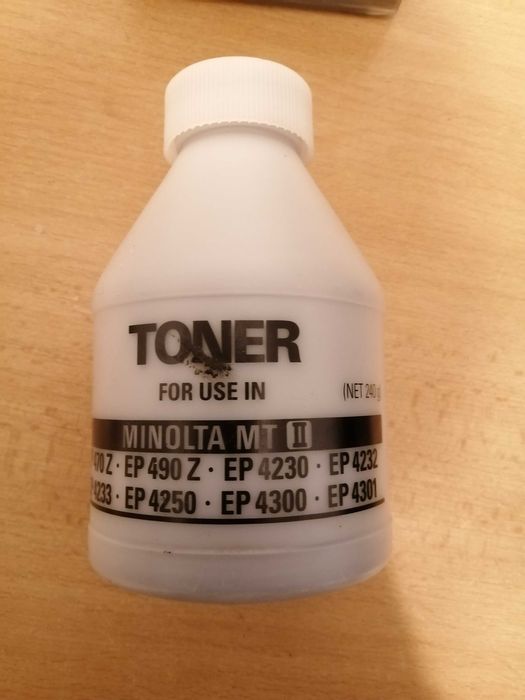 TONER
FOR USE IN
(NET 240 g
MINOLTA MT II
470 Z · EP 490 Z · EP 4230 · EP 4232
4233 · EP 4250 · EP 4300 · EP 4301